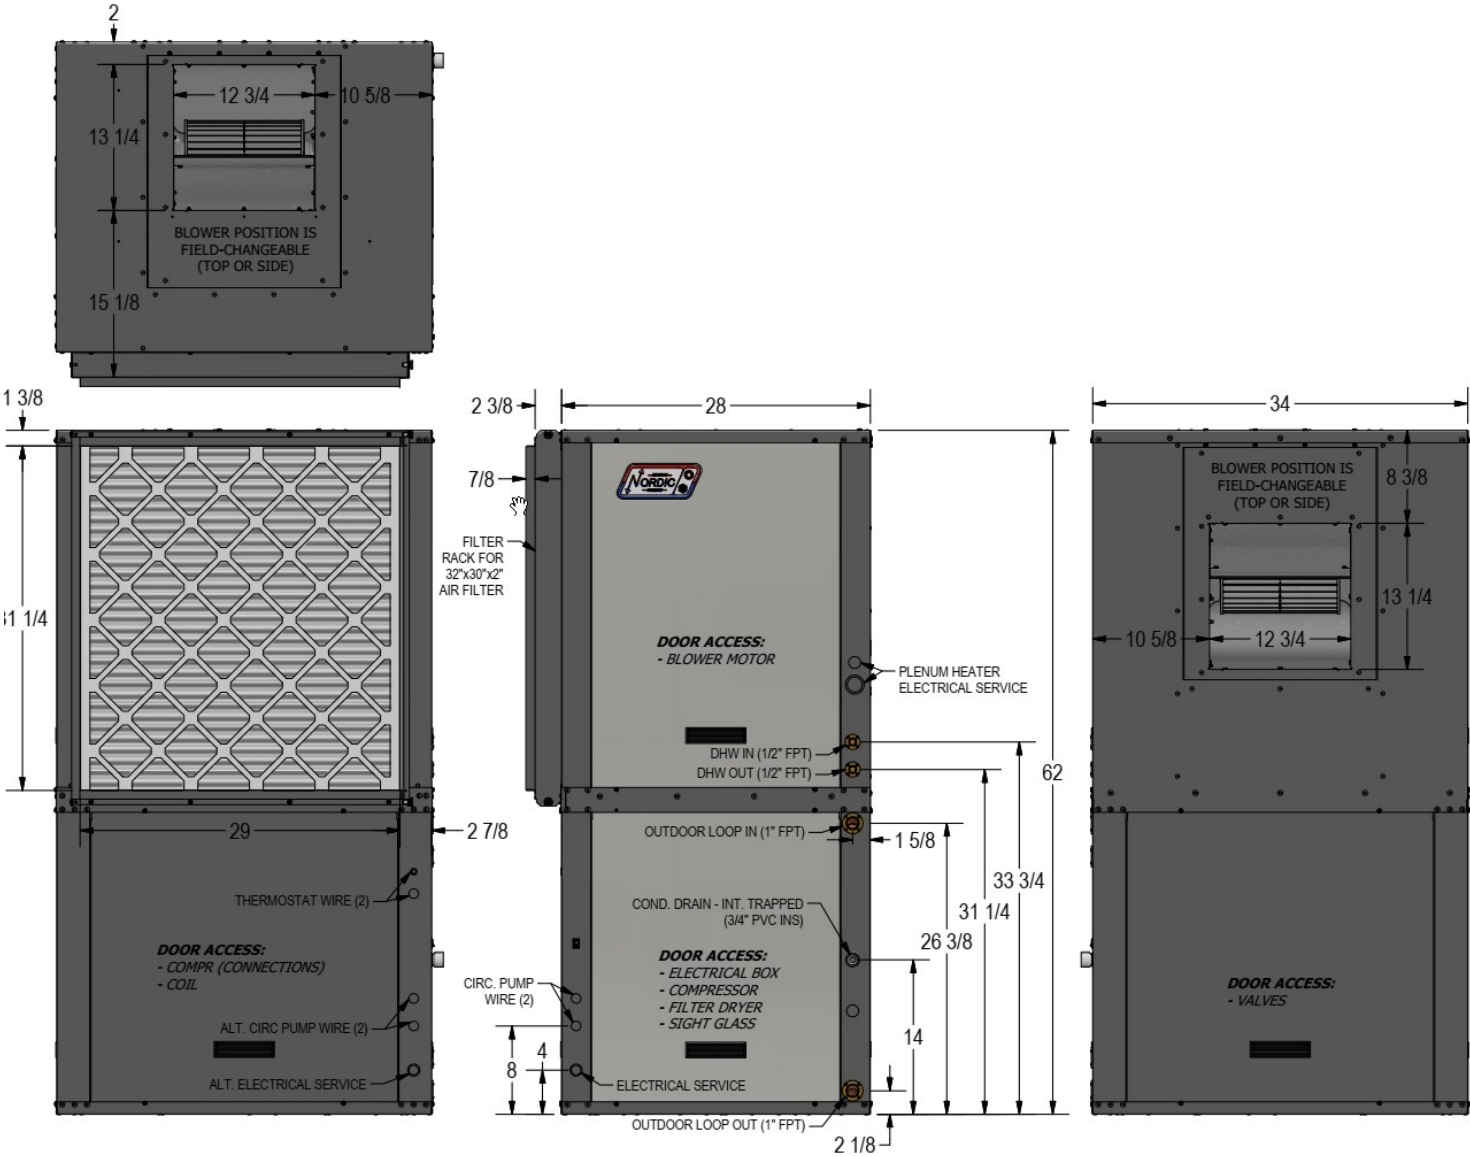 2
12 3/4
10 5/8
13 1/4
BLOWER POSITION IS
FIELD-CHANGEABLE
(TOP OR SIDE)
15 1/8
1 3/8
31 1/4
29
2 7/8
THERMOSTAT WIRE (2)
DOOR ACCESS:
- COMPR (CONNECTIONS)
- COIL
ALT. CIRC PUMP WIRE (2)
ALT. ELECTRICAL SERVICE
2 3/8
28
7/8
NORDIC
FILTER
RACK FOR
32"x30"x2"
AIR FILTER
DOOR ACCESS:
- BLOWER MOTOR
PLENUM HEATER
ELECTRICAL SERVICE
DHW IN (1/2" FPT)
DHW OUT (1/2" FPT)
62
OUTDOOR LOOP IN (1" FPT)
1 5/8
33 3/4
31 1/4
26 3/8
COND. DRAIN - INT. TRAPPED
(3/4" PVC INS)
DOOR ACCESS:
- ELECTRICAL BOX
- COMPRESSOR
- FILTER DRYER
- SIGHT GLASS
CIRC. PUMP
WIRE (2)
14
4
8
ELECTRICAL SERVICE
OUTDOOR LOOP OUT (1" FPT)
2 1/8
34
BLOWER POSITION IS
FIELD-CHANGEABLE
(TOP OR SIDE)
8 3/8
13 1/4
10 5/8
12 3/4
DOOR ACCESS:
- VALVES